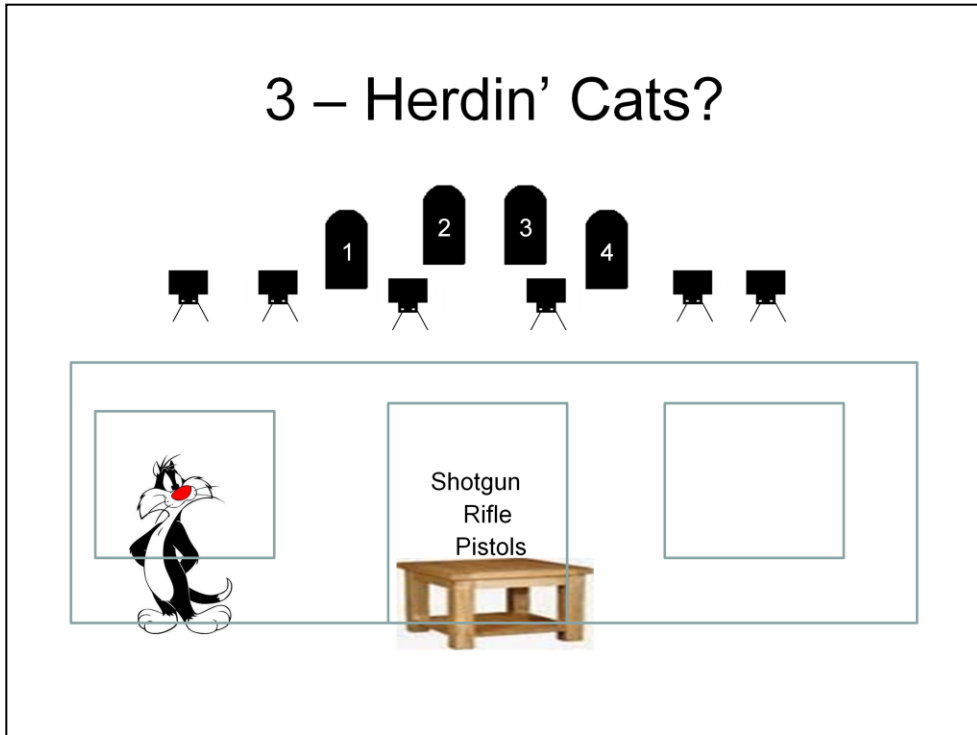 3 – Herdin’ Cats?
2 3
1 4
Shotgun
Rifle
Pistols